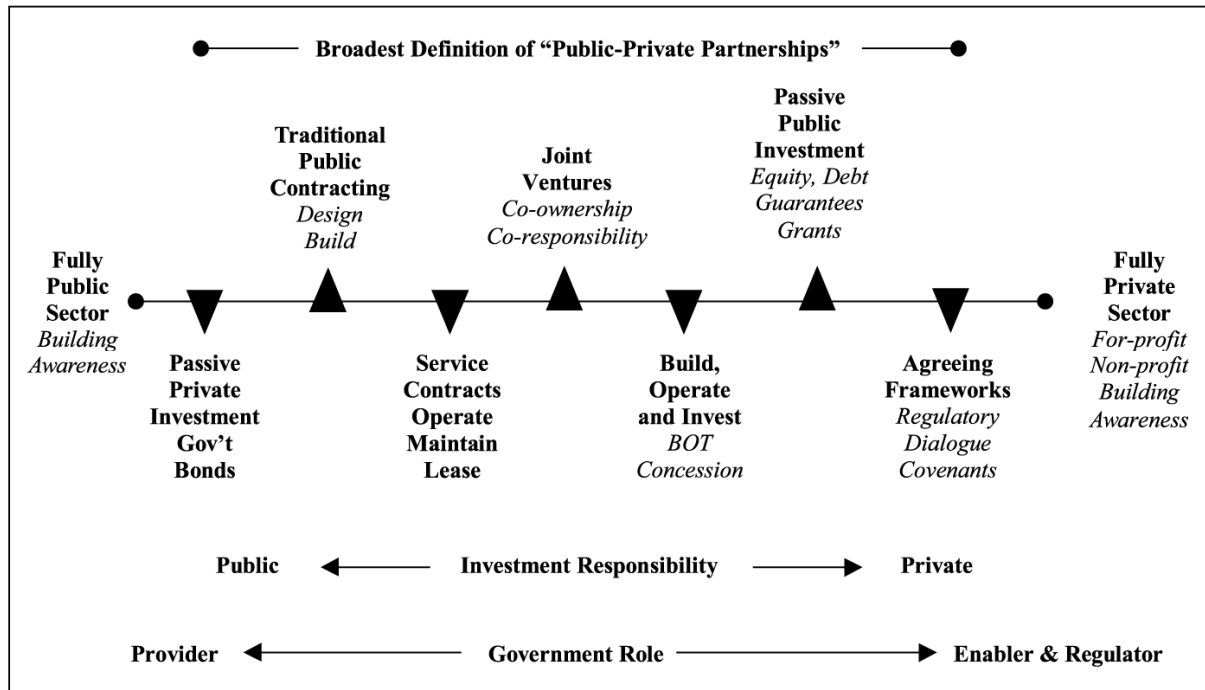 Broadest Definition of “Public-Private Partnerships”
Traditional
Public
Contracting
Design
Build
Joint
Ventures
Co-ownership
Co-responsibility
Passive
Public
Investment
Equity, Debt
Guarantees
Grants
Fully
Public
Sector
Building
Awareness
Fully
Private
Sector
For-profit
Non-profit
Building
Awareness
Passive
Private
Investment
Gov’t
Bonds
Service
Contracts
Operate
Maintain
Lease
Build,
Operate
and Invest
BOT
Concession
Agreeing
Frameworks
Regulatory
Dialogue
Covenants
Public Investment Responsibility Private
Provider Government Role Enabler & Regulator